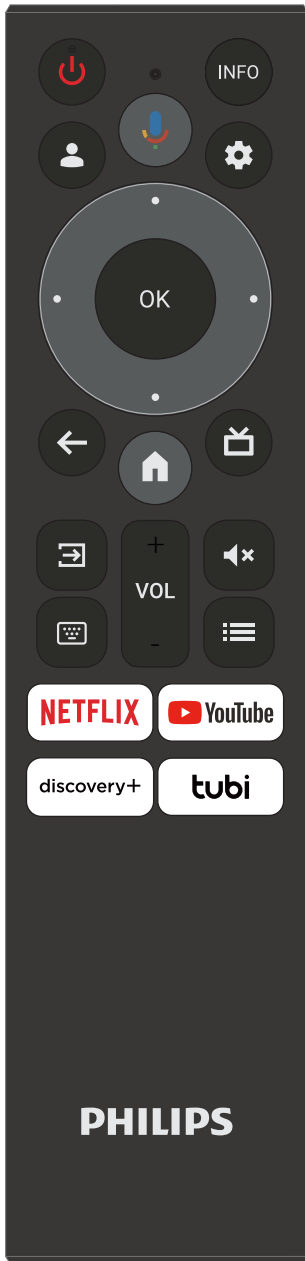 INFO
OK
+
VOL
-
NETFLIX
YouTube
discovery+
tubi
PHILIPS